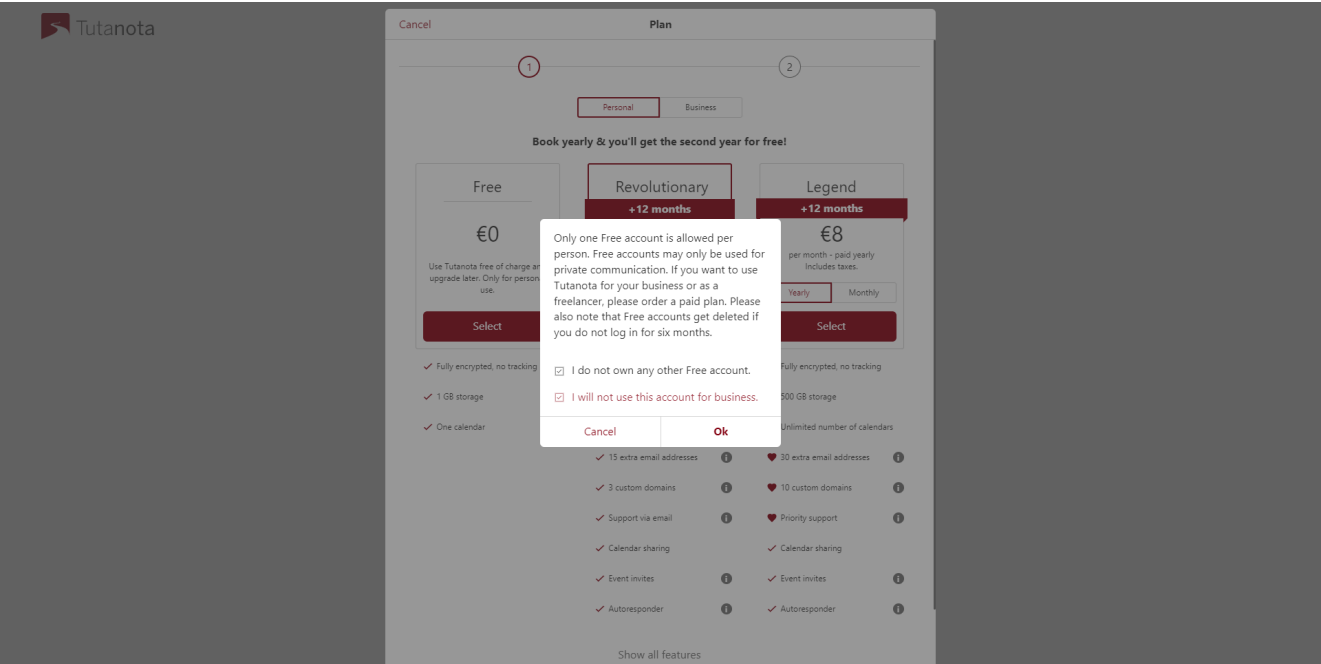 Tutanota
Cancel
Plan
1
2
Personal
Business
Book yearly & you'll get the second year for free!
Free
€0
Use Tutanota free of charge an
upgrade later. Only for person
use.
Select
Fully encrypted, no tracking
1 GB storage
One calendar
Revolutionary
+12 months
Legend
+12 months
€8
per month - paid yearly
Includes taxes.
Yearly
Monthly
Select
Only one Free account is allowed per
person. Free accounts may only be used for
private communication. If you want to use
Tutanota for your business or as a
freelancer, please order a paid plan. Please
also note that Free accounts get deleted if
you do not log in for six months.
I do not own any other Free account.
I will not use this account for business.
Cancel
Ok
15 extra email addresses
3 custom domains
Support via email
Calendar sharing
Event invites
Autoresponder
Fully encrypted, no tracking
500 GB storage
Unlimited number of calendars
30 extra email addresses
10 custom domains
Priority support
Calendar sharing
Event invites
Autoresponder
Show all features